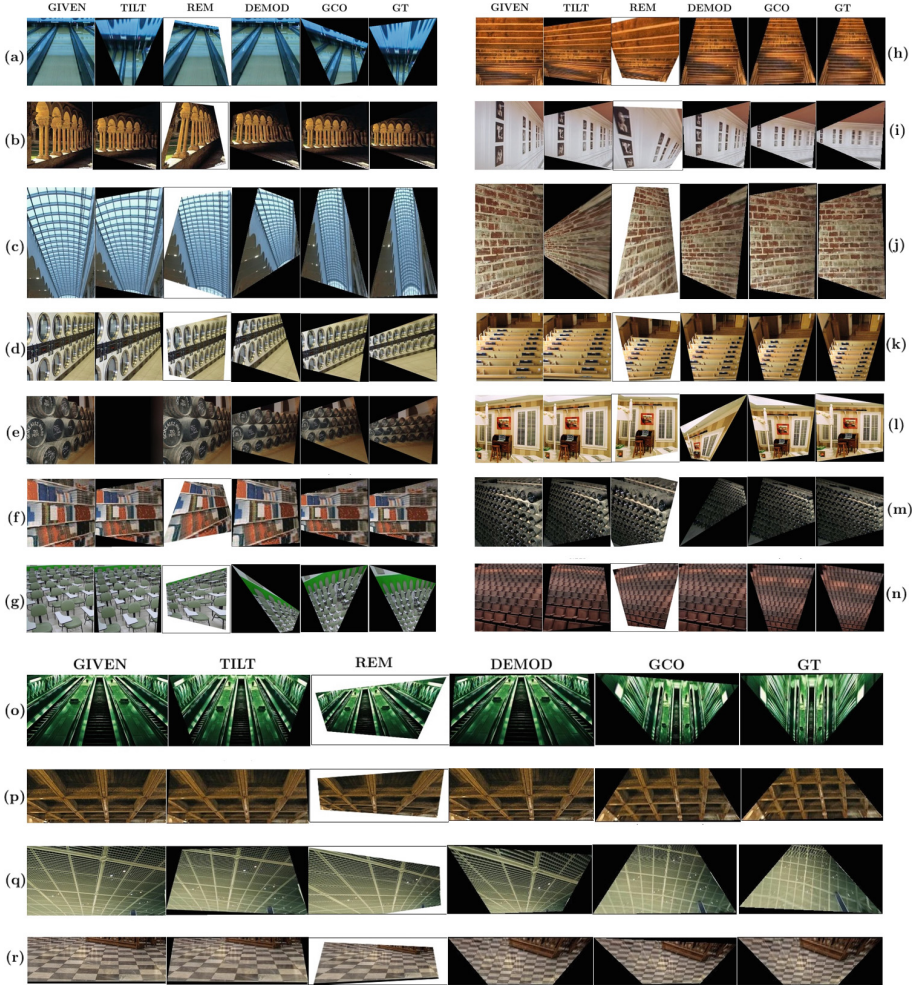 GIVEN TILT REM DEMOD GCO GT
(a)
(b)
(c)
(d)
(e)
(f)
(g)
GIVEN TILT REM DEMOD GCO GT
(h)
(i)
(j)
(k)
(l)
(m)
(n)
GIVEN TILT REM DEMOD GCO GT
(o)
(p)
(q)
(r)